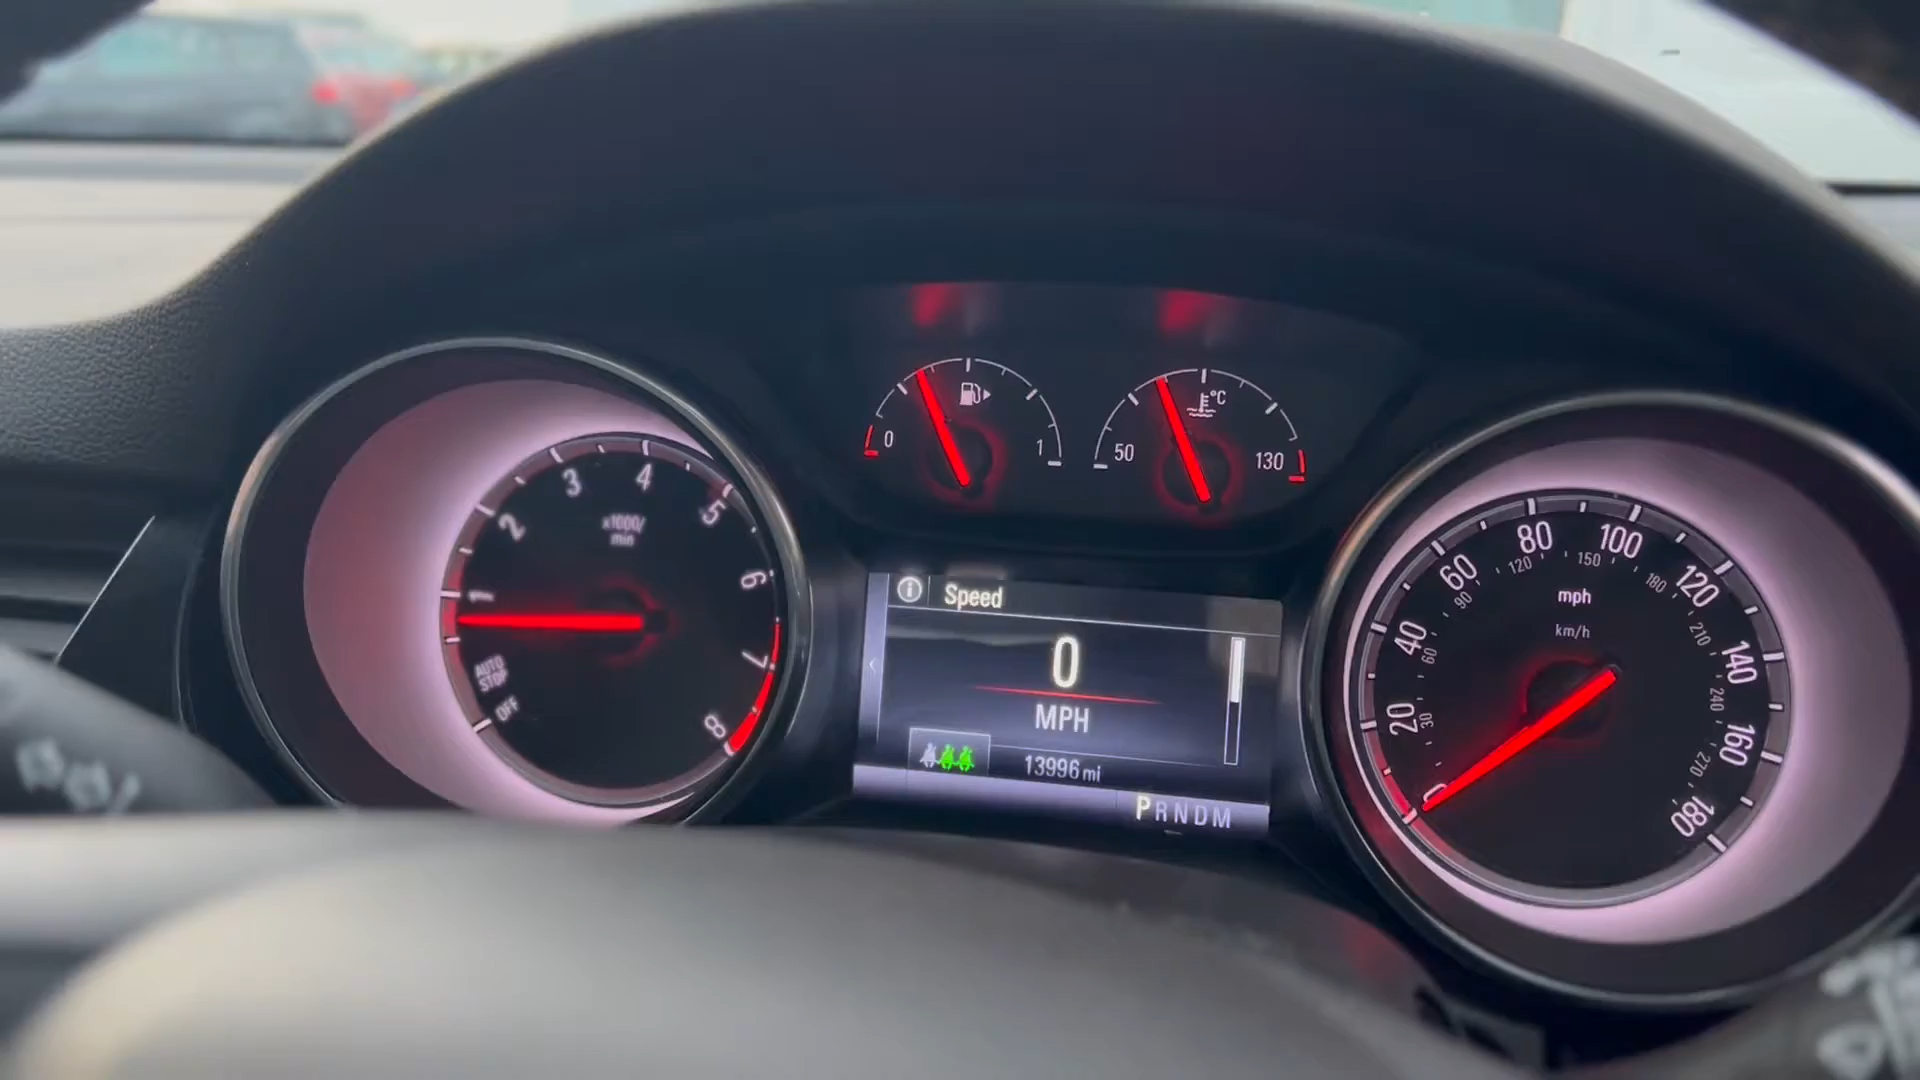 2
3
4
5
6
7
8
x1000/
min
AUTO
STOP
OFF
0
1
50
°C
130
Speed
0
MPH
13996 mi
PRNDM
0
20
40
60
80
100
120
140
160
180
30
60
90
120
150
180
210
240
270
mph
km/h